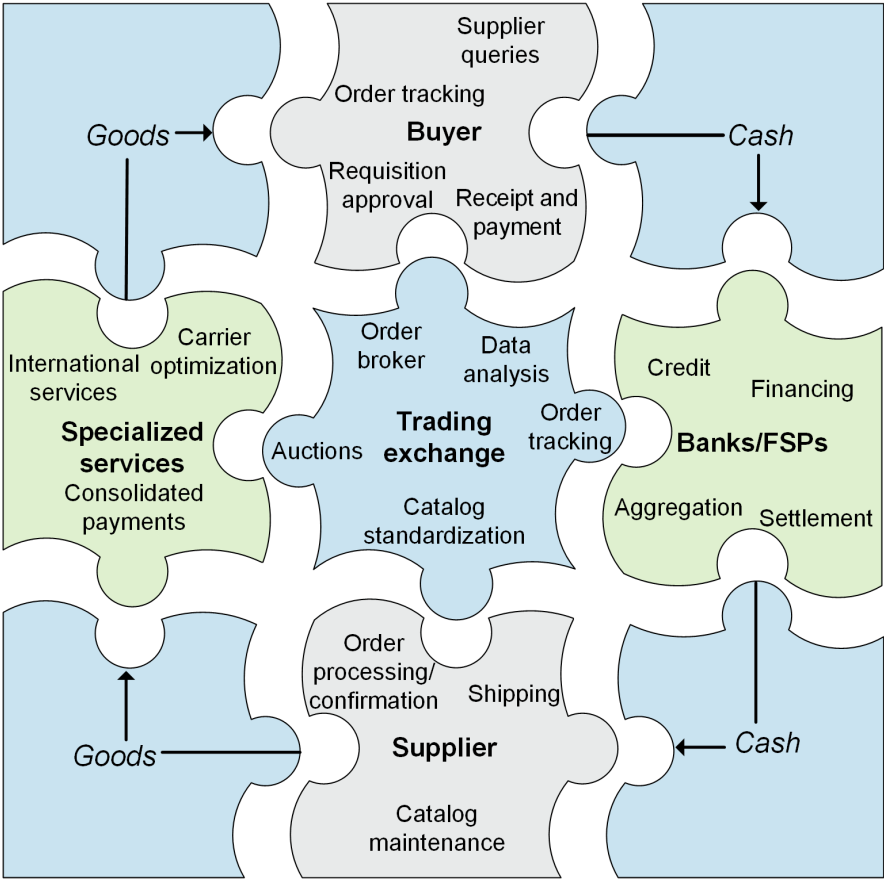 Supplier
queries
Order tracking
Buyer
Requisition
approval
Receipt and
payment
Goods
Cash
International
services
Carrier
optimization
Specialized
services
Consolidated
payments
Order
broker
Data
analysis
Auctions
Trading
exchange
Order
tracking
Catalog
standardization
Credit
Financing
Banks/FSPs
Aggregation
Settlement
Goods
Order
processing/
confirmation
Shipping
Supplier
Catalog
maintenance
Cash